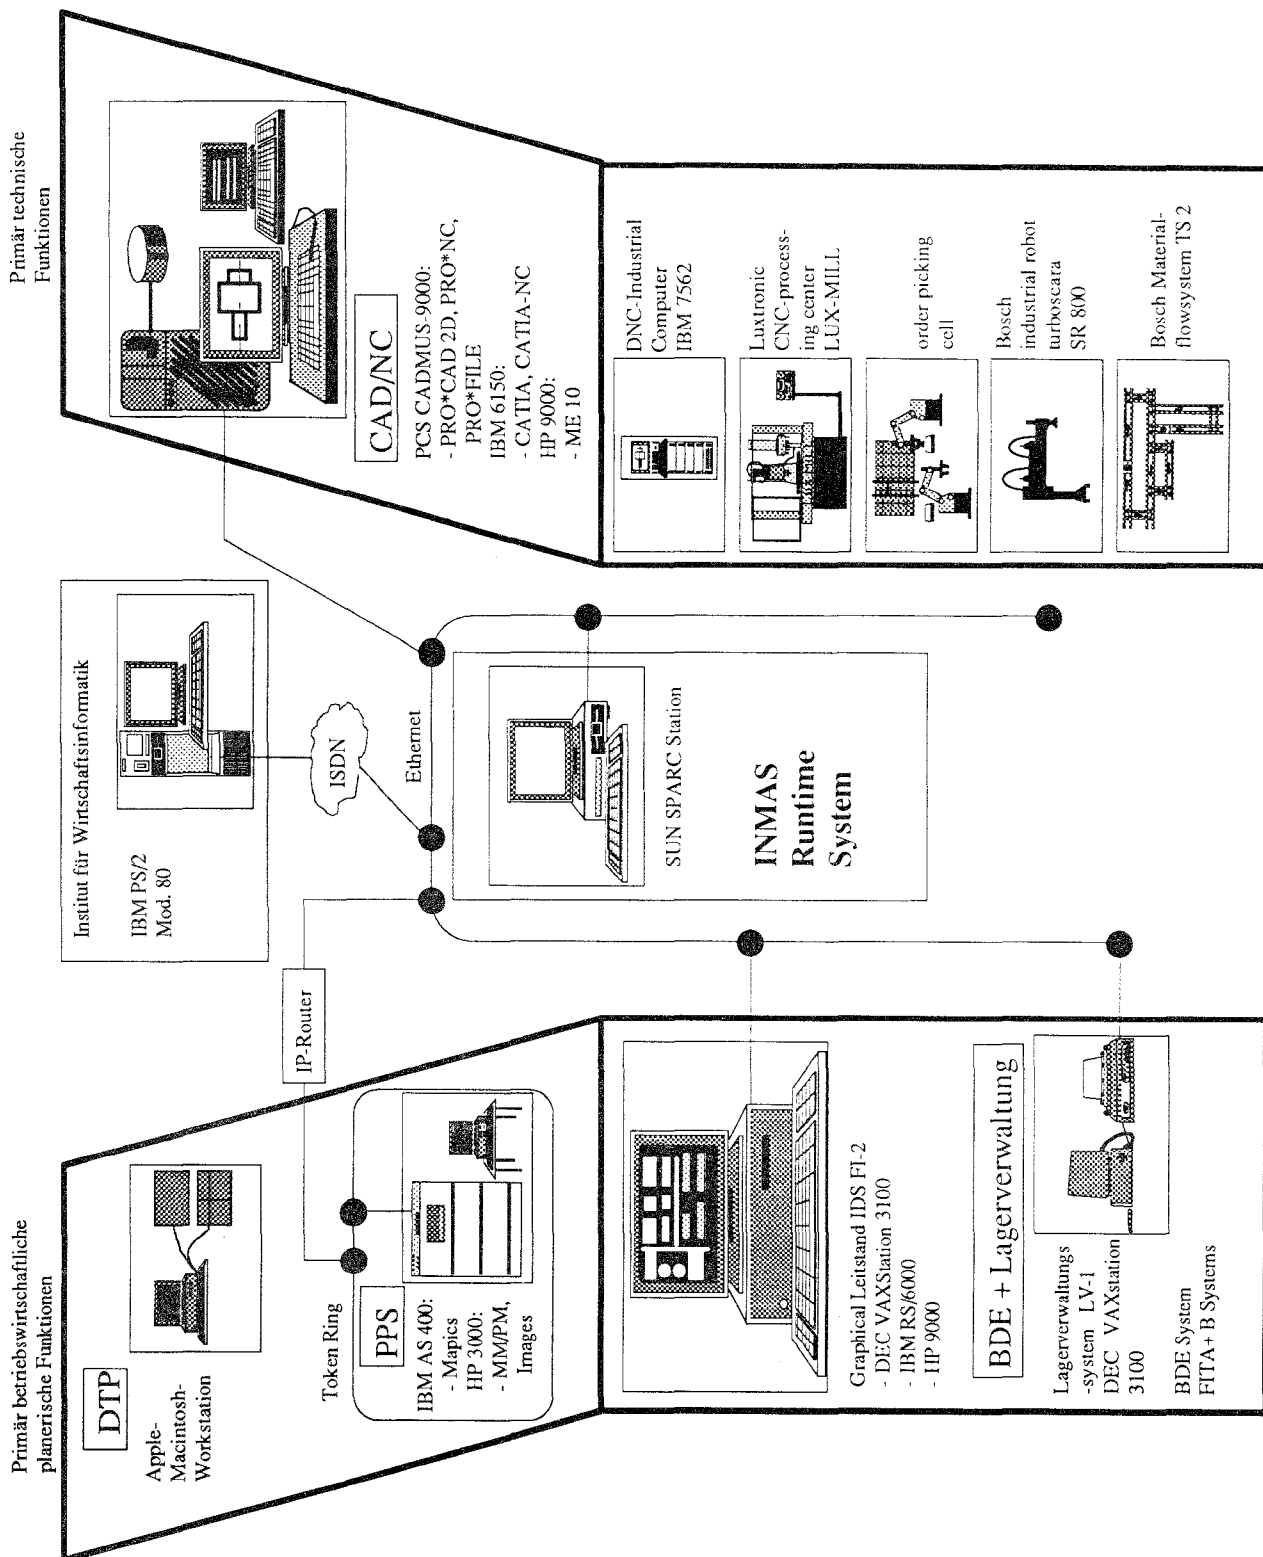 Primär betriebswirtschaftliche
planerische Funktionen
DTP
Apple-
Macintosh-
Workstation
Token Ring
PPS
IBM AS 400:
- Mapics
HP 3000:
- MM/PM,
Images
IP-Router
Institut für Wirtschaftsinformatik
IBM PS/2
Mod. 80
ISDN
Ethernet
Primär technische
Funktionen
CAD/NC
PCS CADMUS-9000:
- PRO*CAD 2D, PRO*NC,
PRO*FILE
IBM 6150:
- CATIA, CATIA-NC
HP 9000:
- ME 10
Graphical Leitstand IDS FI-2
- DEC VAXStation 3100
- IBM RS/6000
- HP 9000
BDE + Lagerverwaltung
Lagerverwaltungs
-system LV-1
DEC VAXstation
3100
BDE System
FITA+ B Systems
SUN SPARC Station
INMAS
Runtime
System
DNC-Industrial
Computer
IBM 7562
Luxtronic
CNC-process-
ing center
LUX-MILL
order picking
cell
Bosch
industrial robot
turboscara
SR 800
Bosch Material-
flowsystem TS 2